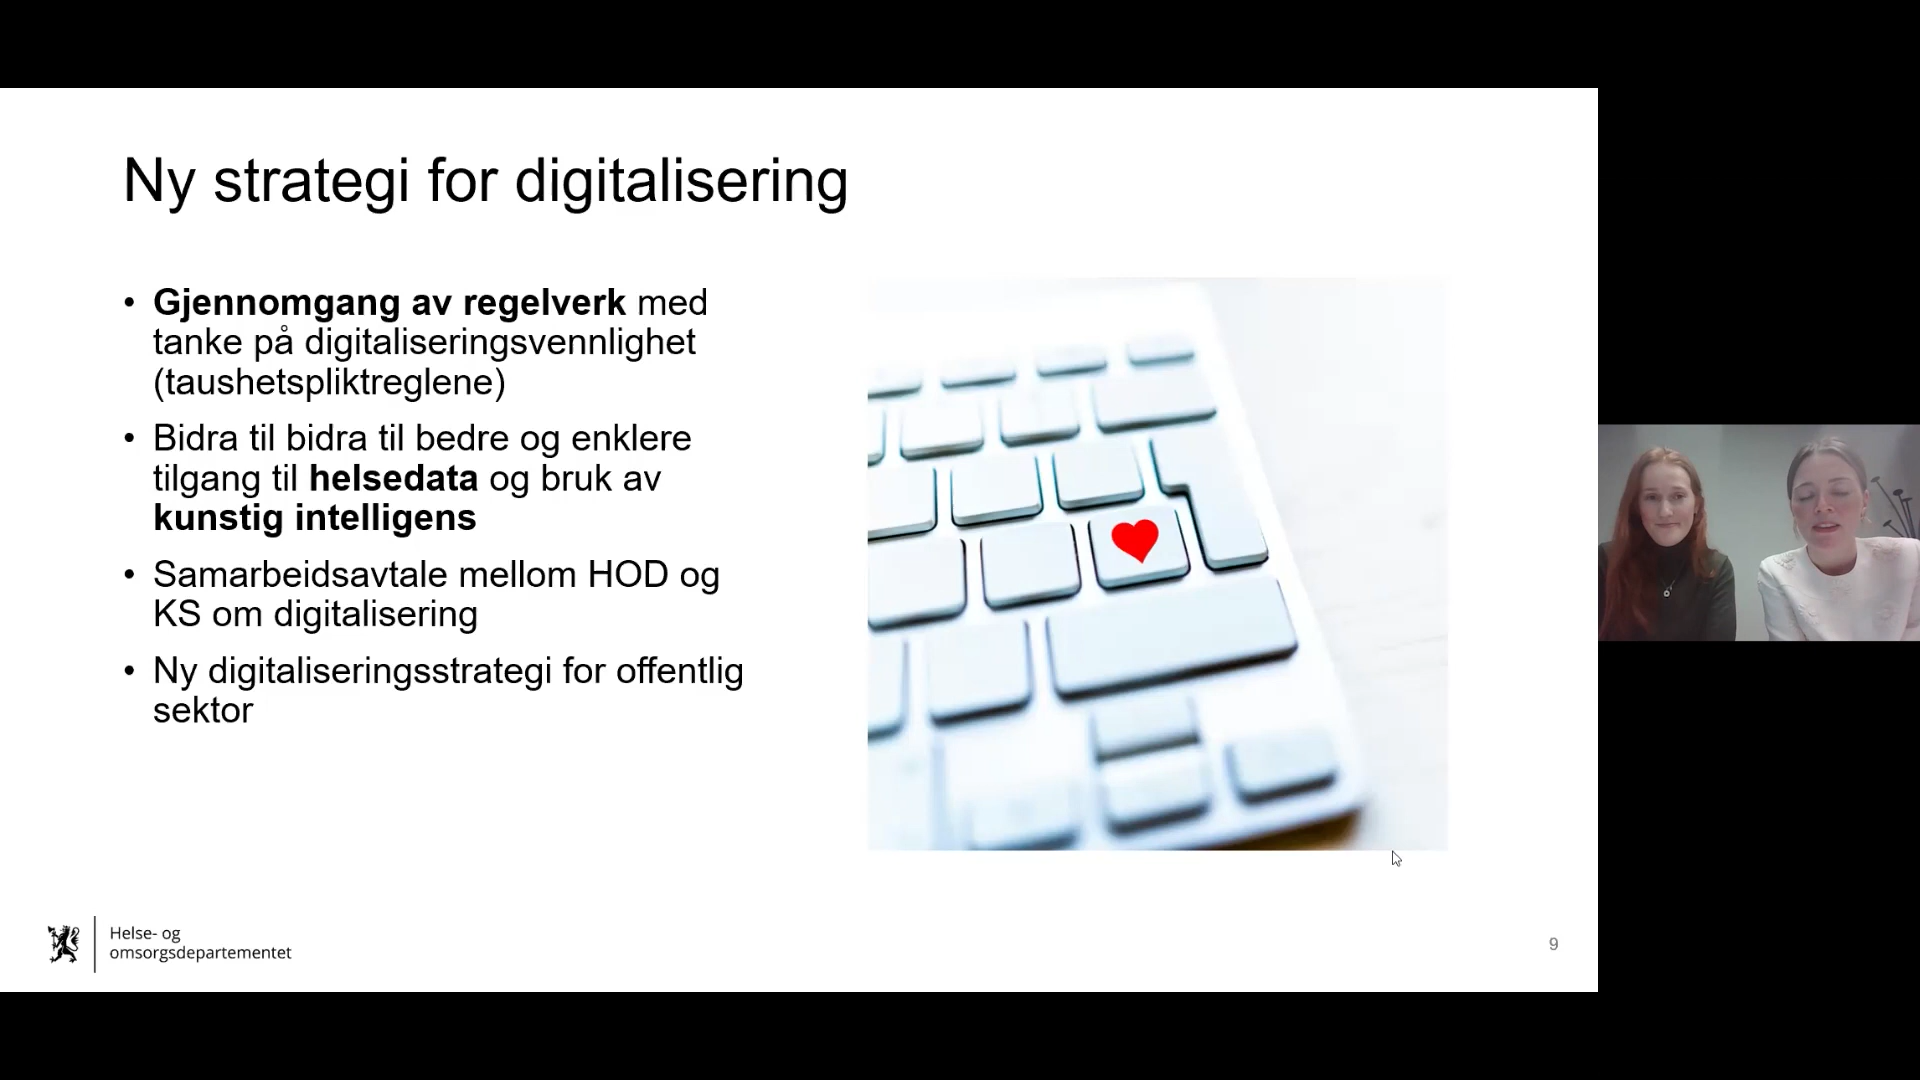 Ny strategi for digitalisering
• Gjennomgang av regelverk med
tanke på digitaliseringsvennlighet
(taushetspliktreglene)
• Bidra til bidra til bedre og enklere
tilgang til helsedata og bruk av
kunstig intelligens
• Samarbeidsavtale mellom HOD og
KS om digitalisering
• Ny digitaliseringsstrategi for offentlig
sektor
Helse- og
omsorgsdepartementet
9